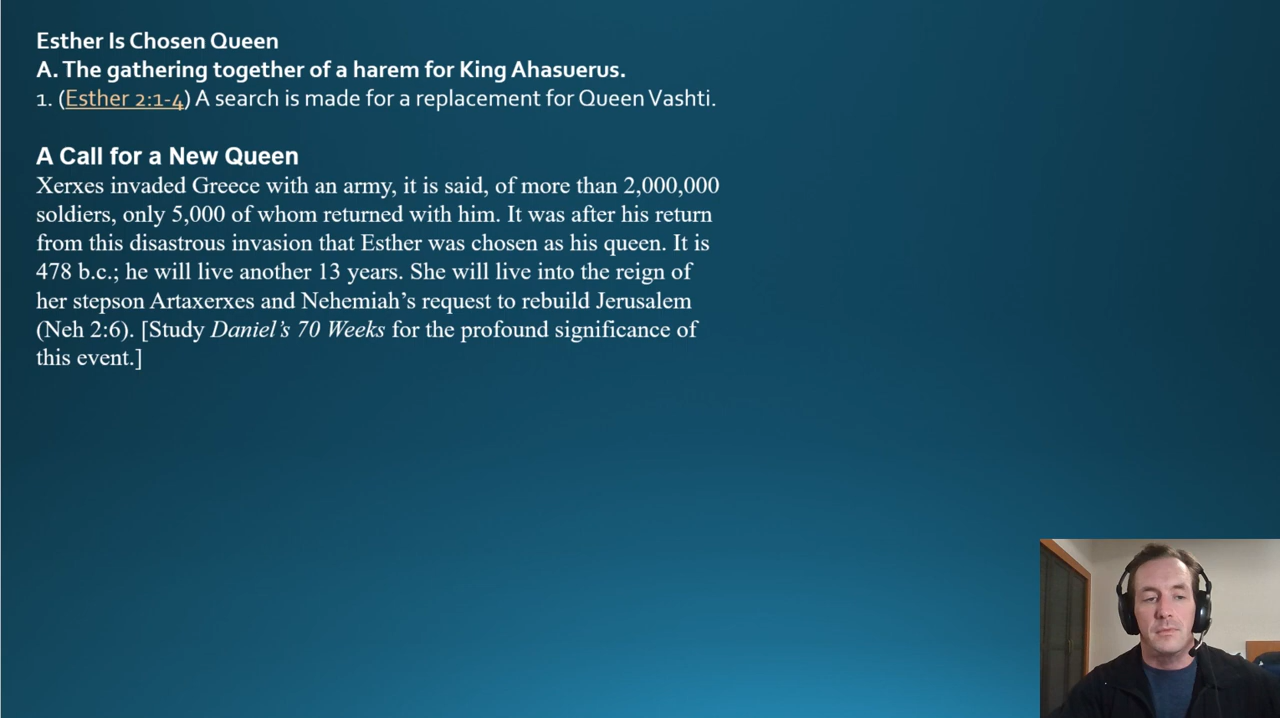 Esther Is Chosen Queen
A. The gathering together of a harem for King Ahasuerus.
1. (Esther 2:1-4) A search is made for a replacement for Queen Vashti.
A Call for a New Queen
Xerxes invaded Greece with an army, it is said, of more than 2,000,000
soldiers, only 5,000 of whom returned with him. It was after his return
from this disastrous invasion that Esther was chosen as his queen. It is
478 b.c.; he will live another 13 years. She will live into the reign of
her stepson Artaxerxes and Nehemiah’s request to rebuild Jerusalem
(Neh 2:6). [Study Daniel’s 70 Weeks for the profound significance of
this event.]